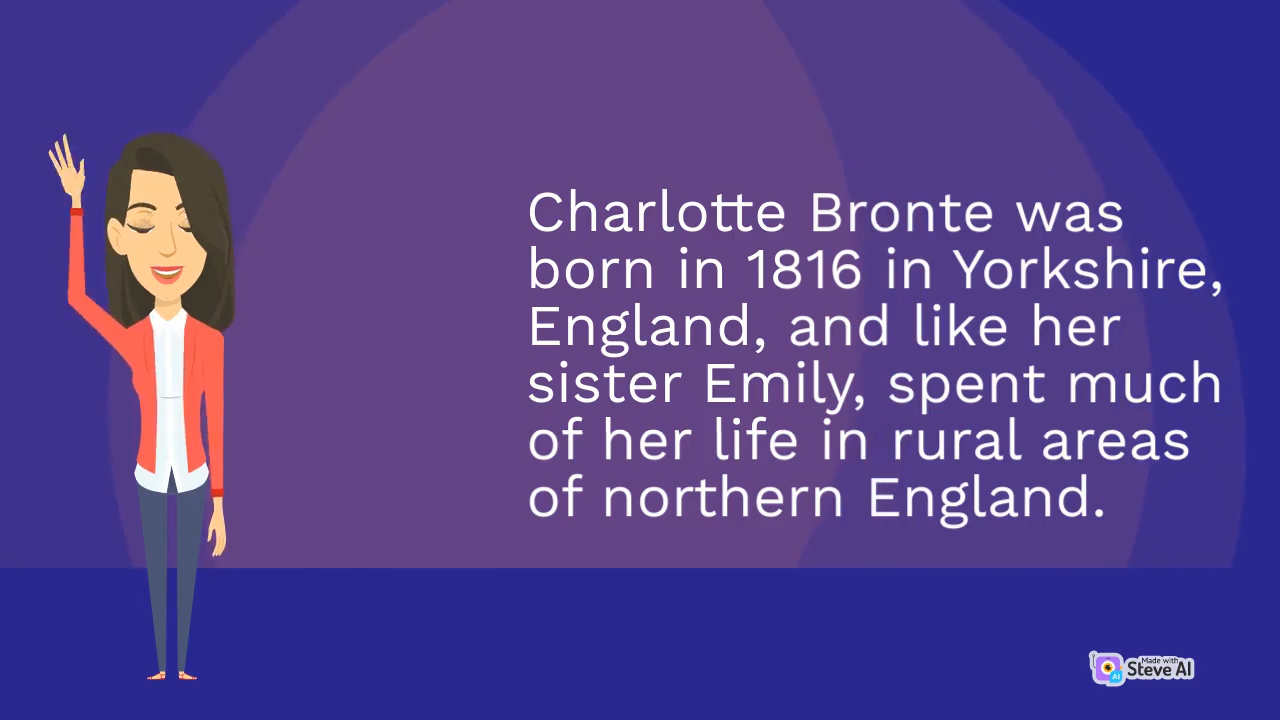 Charlotte Bronte was
born in 1816 in Yorkshire,
England, and like her
sister Emily, spent much
of her life in rural areas
of northern England.
Made with
Steve AI
AI